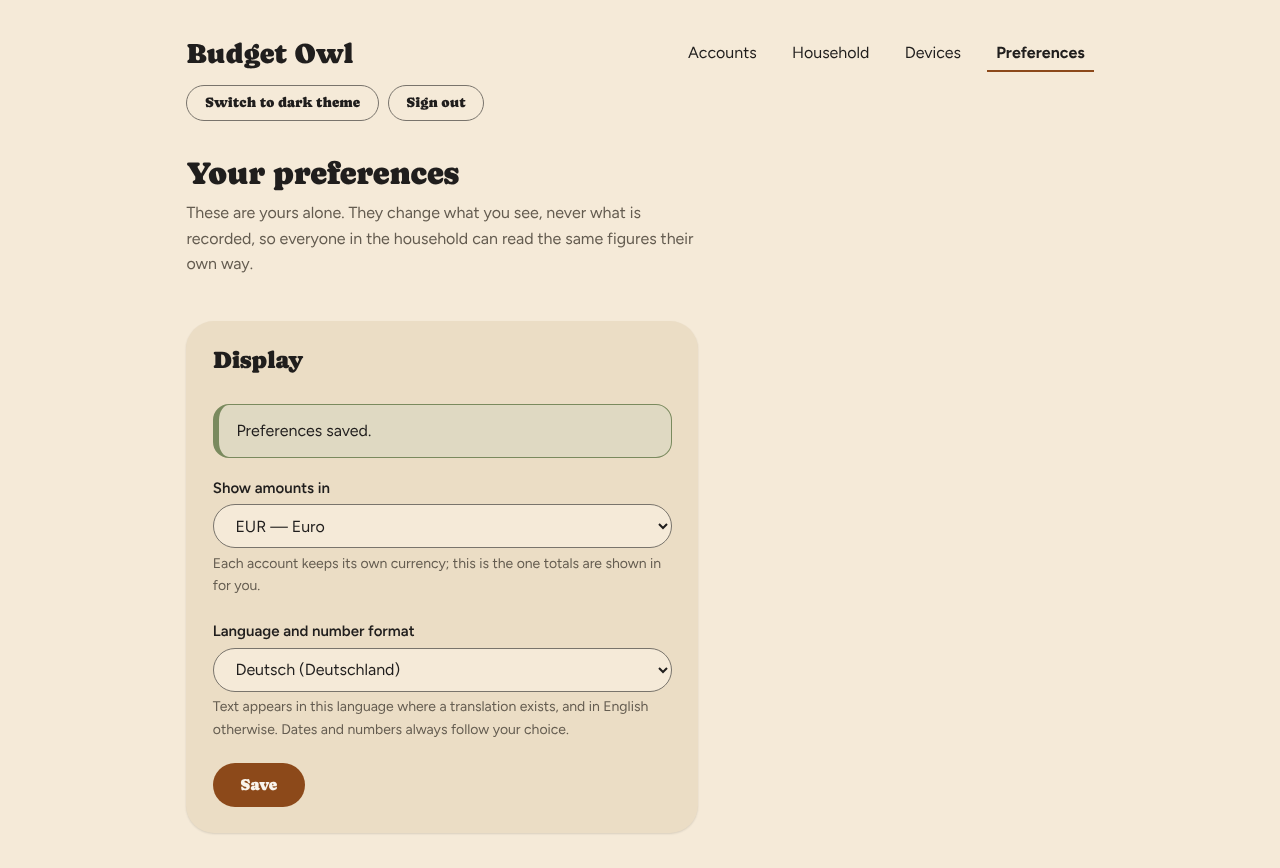 Budget Owl
Accounts
Household
Devices
Preferences
Switch to dark theme
Sign out
Your preferences
These are yours alone. They change what you see, never what is
recorded, so everyone in the household can read the same figures their
own way.
Display
Preferences saved.
Show amounts in
EUR — Euro
Each account keeps its own currency; this is the one totals are shown in
for you.
Language and number format
Deutsch (Deutschland)
Text appears in this language where a translation exists, and in English
otherwise. Dates and numbers always follow your choice.
Save